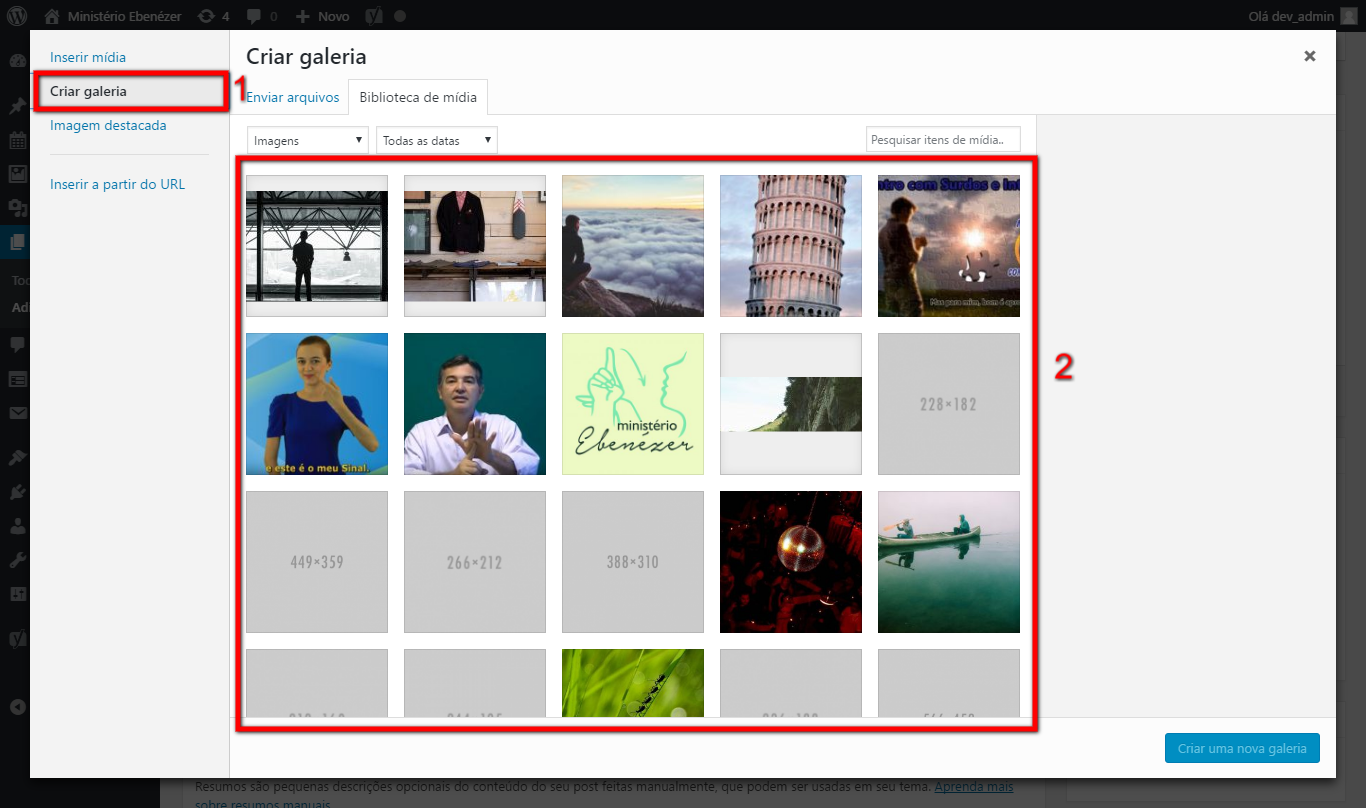 Ministério Ebenézer 4 0 Novo
Olá dev_admin
Inserir mídia
Criar galeria
Imagem destacada
Inserir a partir do URL
1
Criar galeria
Enviar arquivos
Biblioteca de mídia
Imagens
Todas as datas
Pesquisar itens de mídia..
ntro com Surdos e Int
Mas para mim, bom é apro
e este é o meu Sinal.
ministério
Ebenézer
228×182
2
449×359
266×212
388×310
Criar uma nova galeria
Adi
Resumos são pequenas descrições opcionais do conteúdo do seu post feitas manualmente, que podem ser usadas em seu tema. Aprenda mais
sobre resumos manuais.